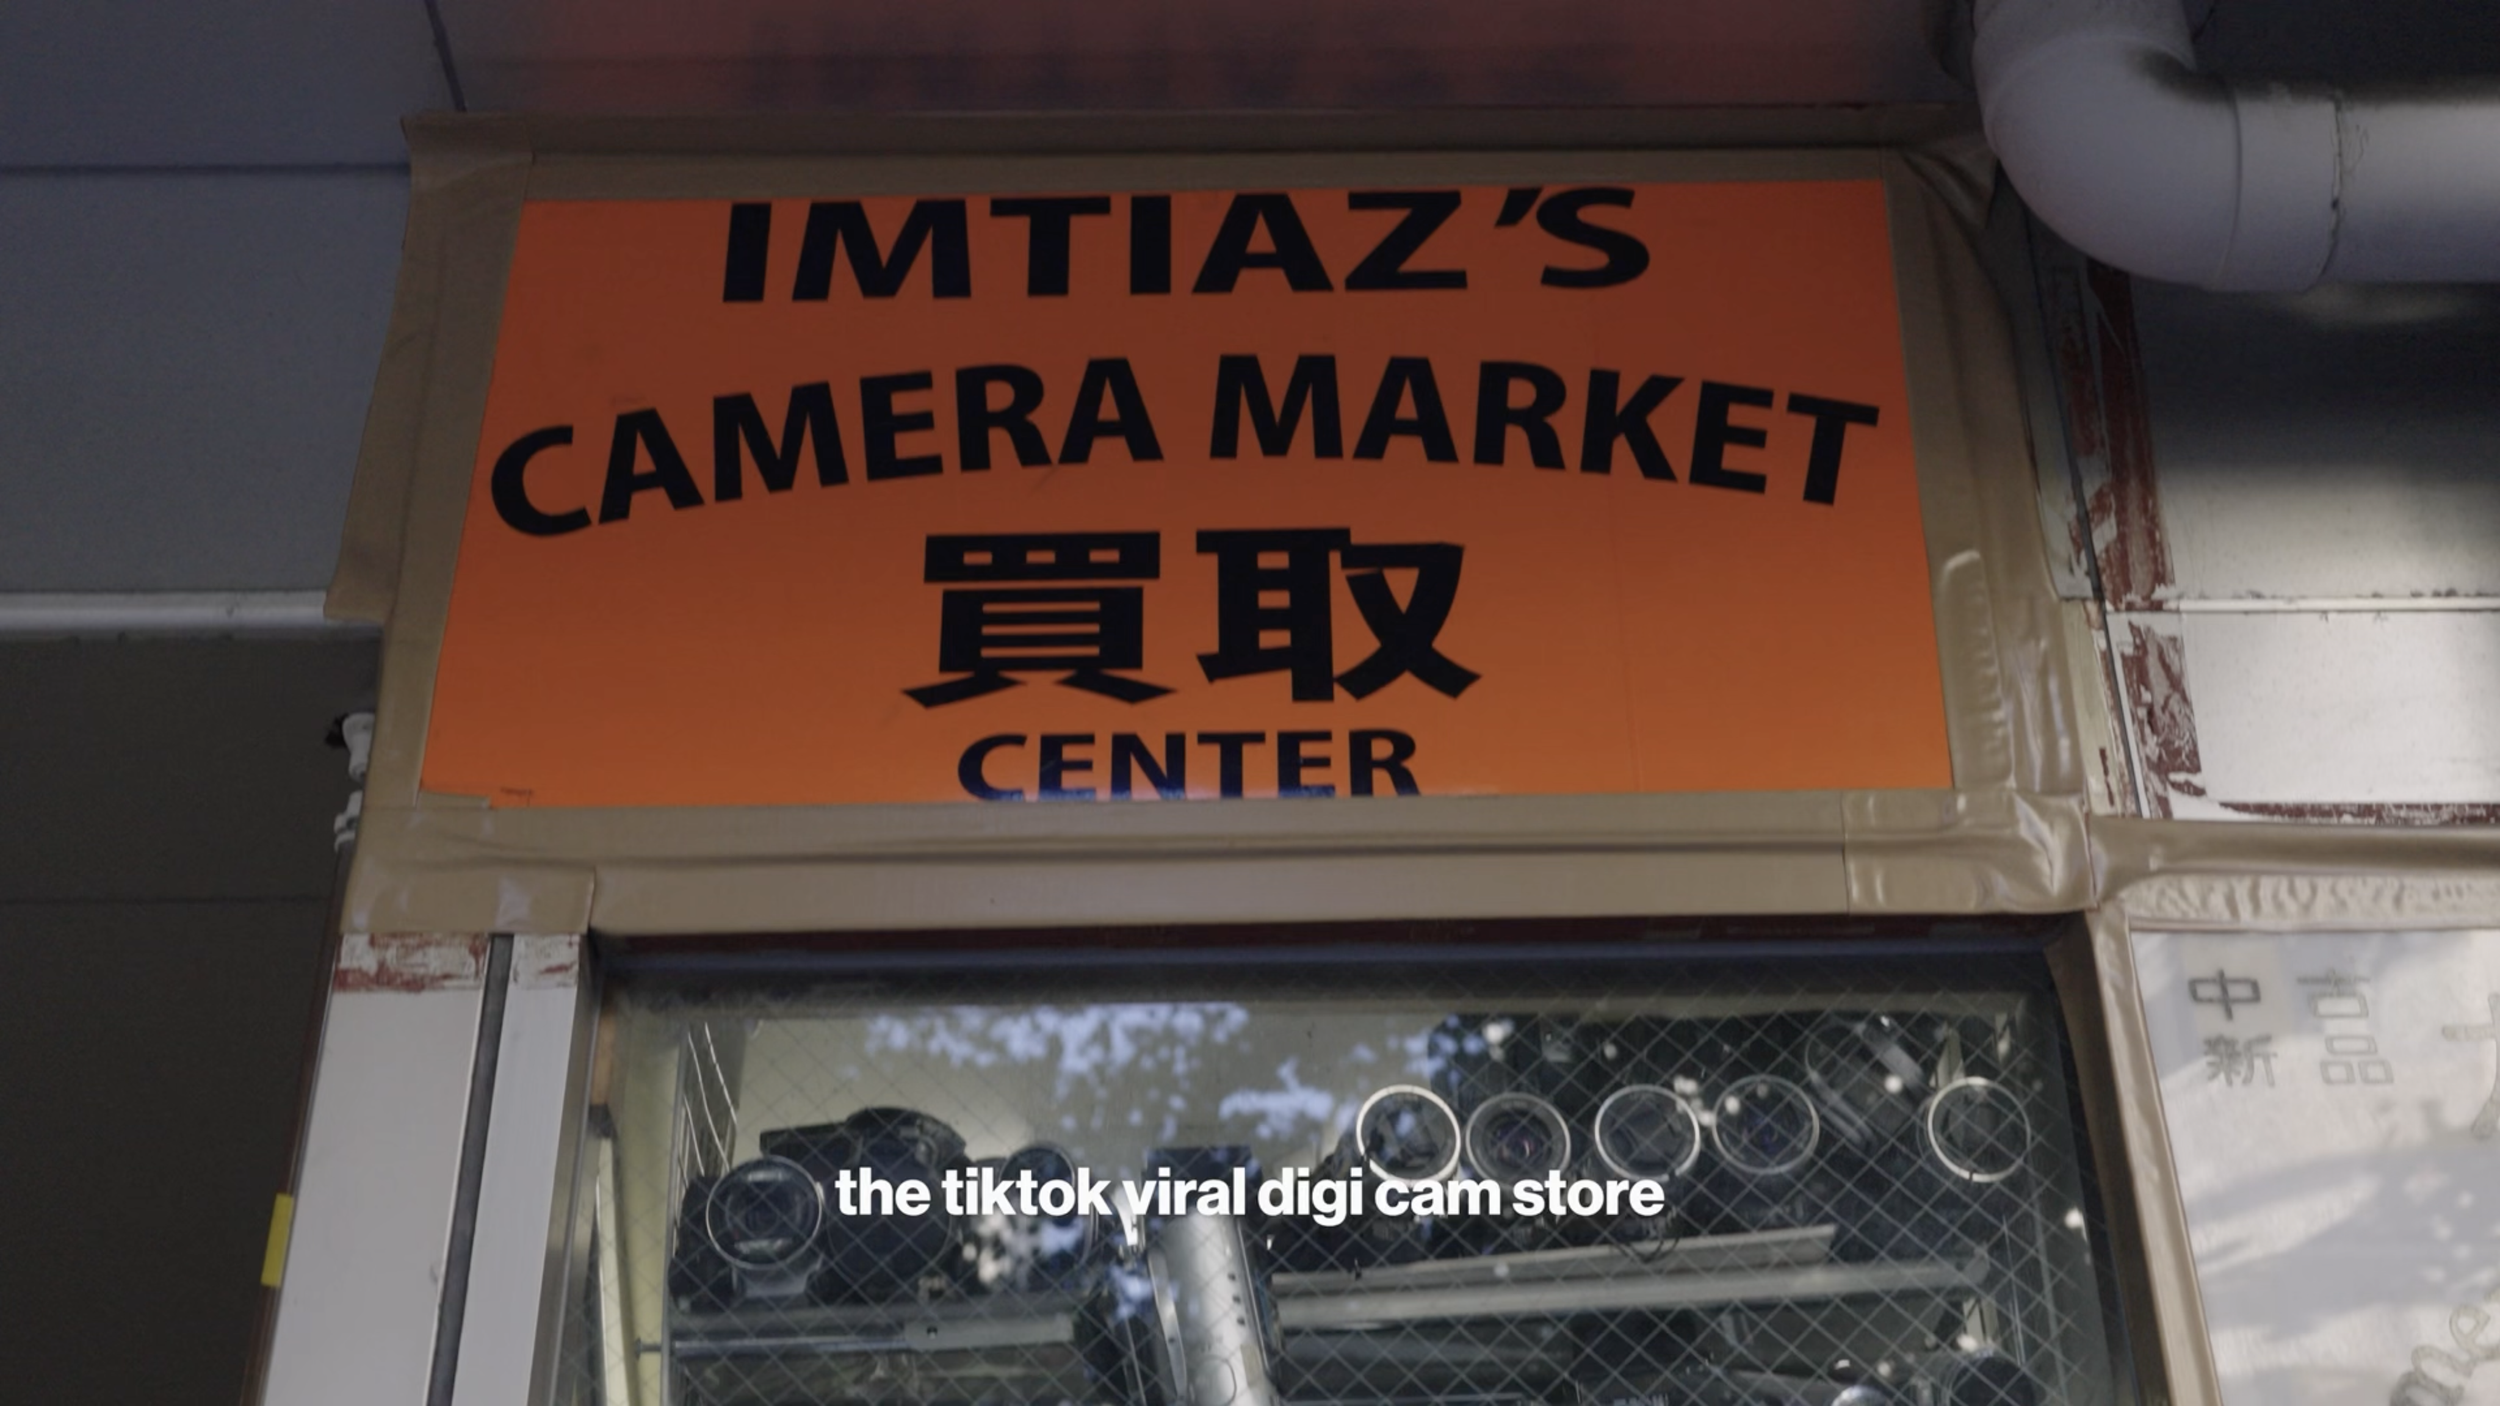 IMTIAZ'S
CAMERA MARKET
買取
CENTER
中古
新品
the tiktok viral digi cam store